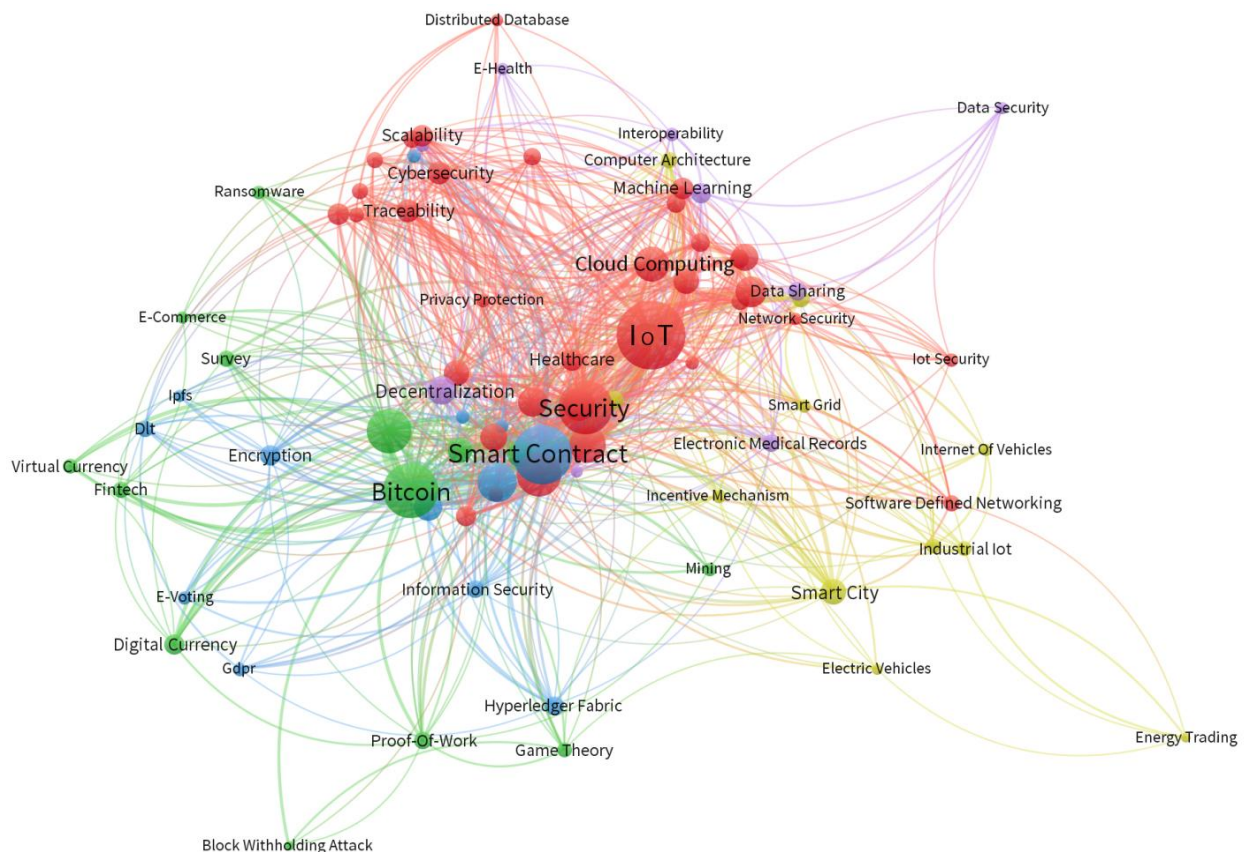 Distributed Database
E-Health
Data Security
Scalability
Interoperability
Computer Architecture
Cybersecurity
Machine Learning
Ransomware
Traceability
Cloud Computing
Data Sharing
Privacy Protection
E-Commerce
Network Security
IoT
Survey
Healthcare
Iot Security
Ipfs
Decentralization
Security
Smart Grid
Dlt
Encryption
Smart Contract
Electronic Medical Records
Internet Of Vehicles
Virtual Currency
Fintech
Bitcoin
Incentive Mechanism
Software Defined Networking
Industrial Iot
Mining
E-Voting
Information Security
Smart City
Digital Currency
Gdpr
Electric Vehicles
Hyperledger Fabric
Proof-Of-Work
Game Theory
Energy Trading
Block Withholding Attack